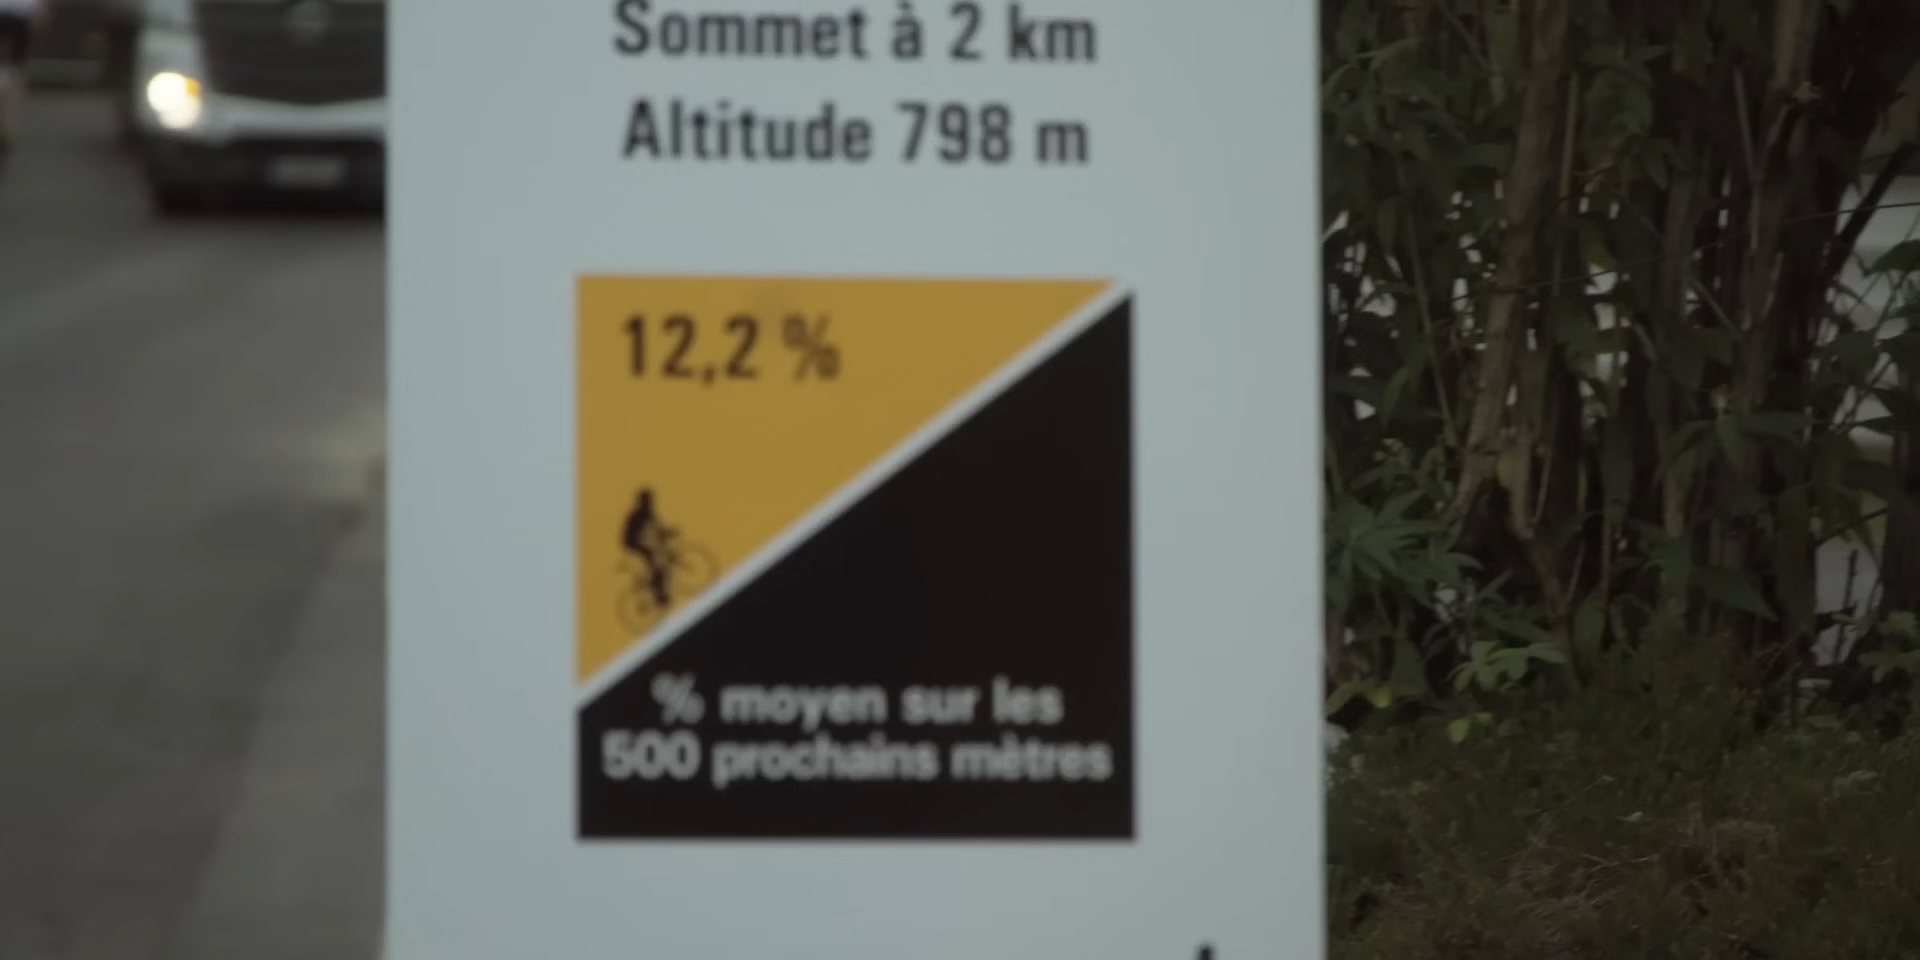 Sommet à 2 km
Altitude 798 m
12,2 %
% moyen sur les
500 prochains mètres